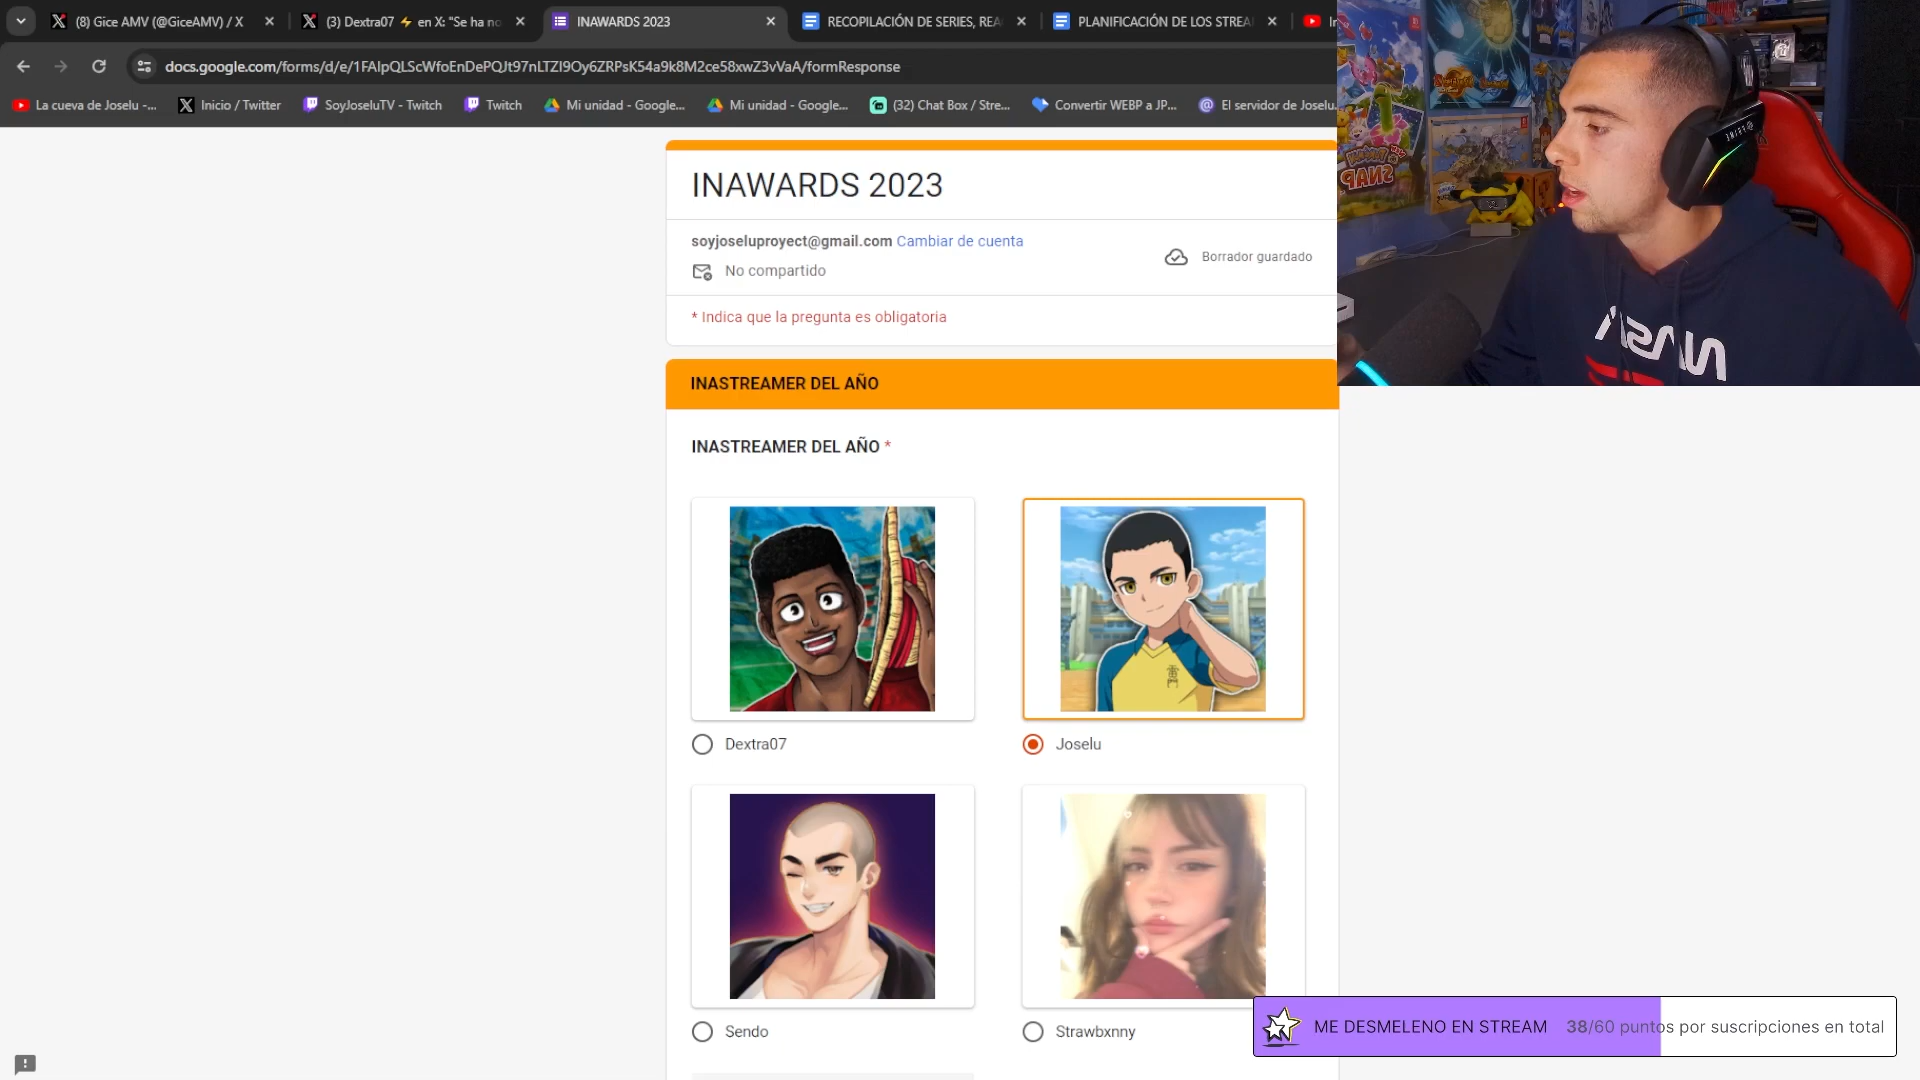 (8) Gice AMV (@GiceAMV) / X
(3) Dextra07 ⚡ en X: "Se ha no
INAWARDS 2023
RECOPILACIÓN DE SERIES, REA
PLANIFICACIÓN DE LOS STREA
docs.google.com/forms/d/e/1FAIpQLScWfoEnDePQJt97nLTZI9Oy6ZRPsK54a9k8M2ce58xwZ3vVaA/formResponse
La cueva de Joselu -...
Inicio / Twitter
SoyJoseluTV - Twitch
Twitch
Mi unidad - Google...
Mi unidad - Google...
(32) Chat Box / Stre...
Convertir WEBP a JP...
El servidor de Joselu
INAWARDS 2023
soyjoseluproyect@gmail.com Cambiar de cuenta
No compartido
Borrador guardado
* Indica que la pregunta es obligatoria
INASTREAMER DEL AÑO
INASTREAMER DEL AÑO *
Dextra07
Joselu
Sendo
Strawbxnny
ME DESMELENO EN STREAM 38/60 puntos por suscripciones en total
SNAP
NASA